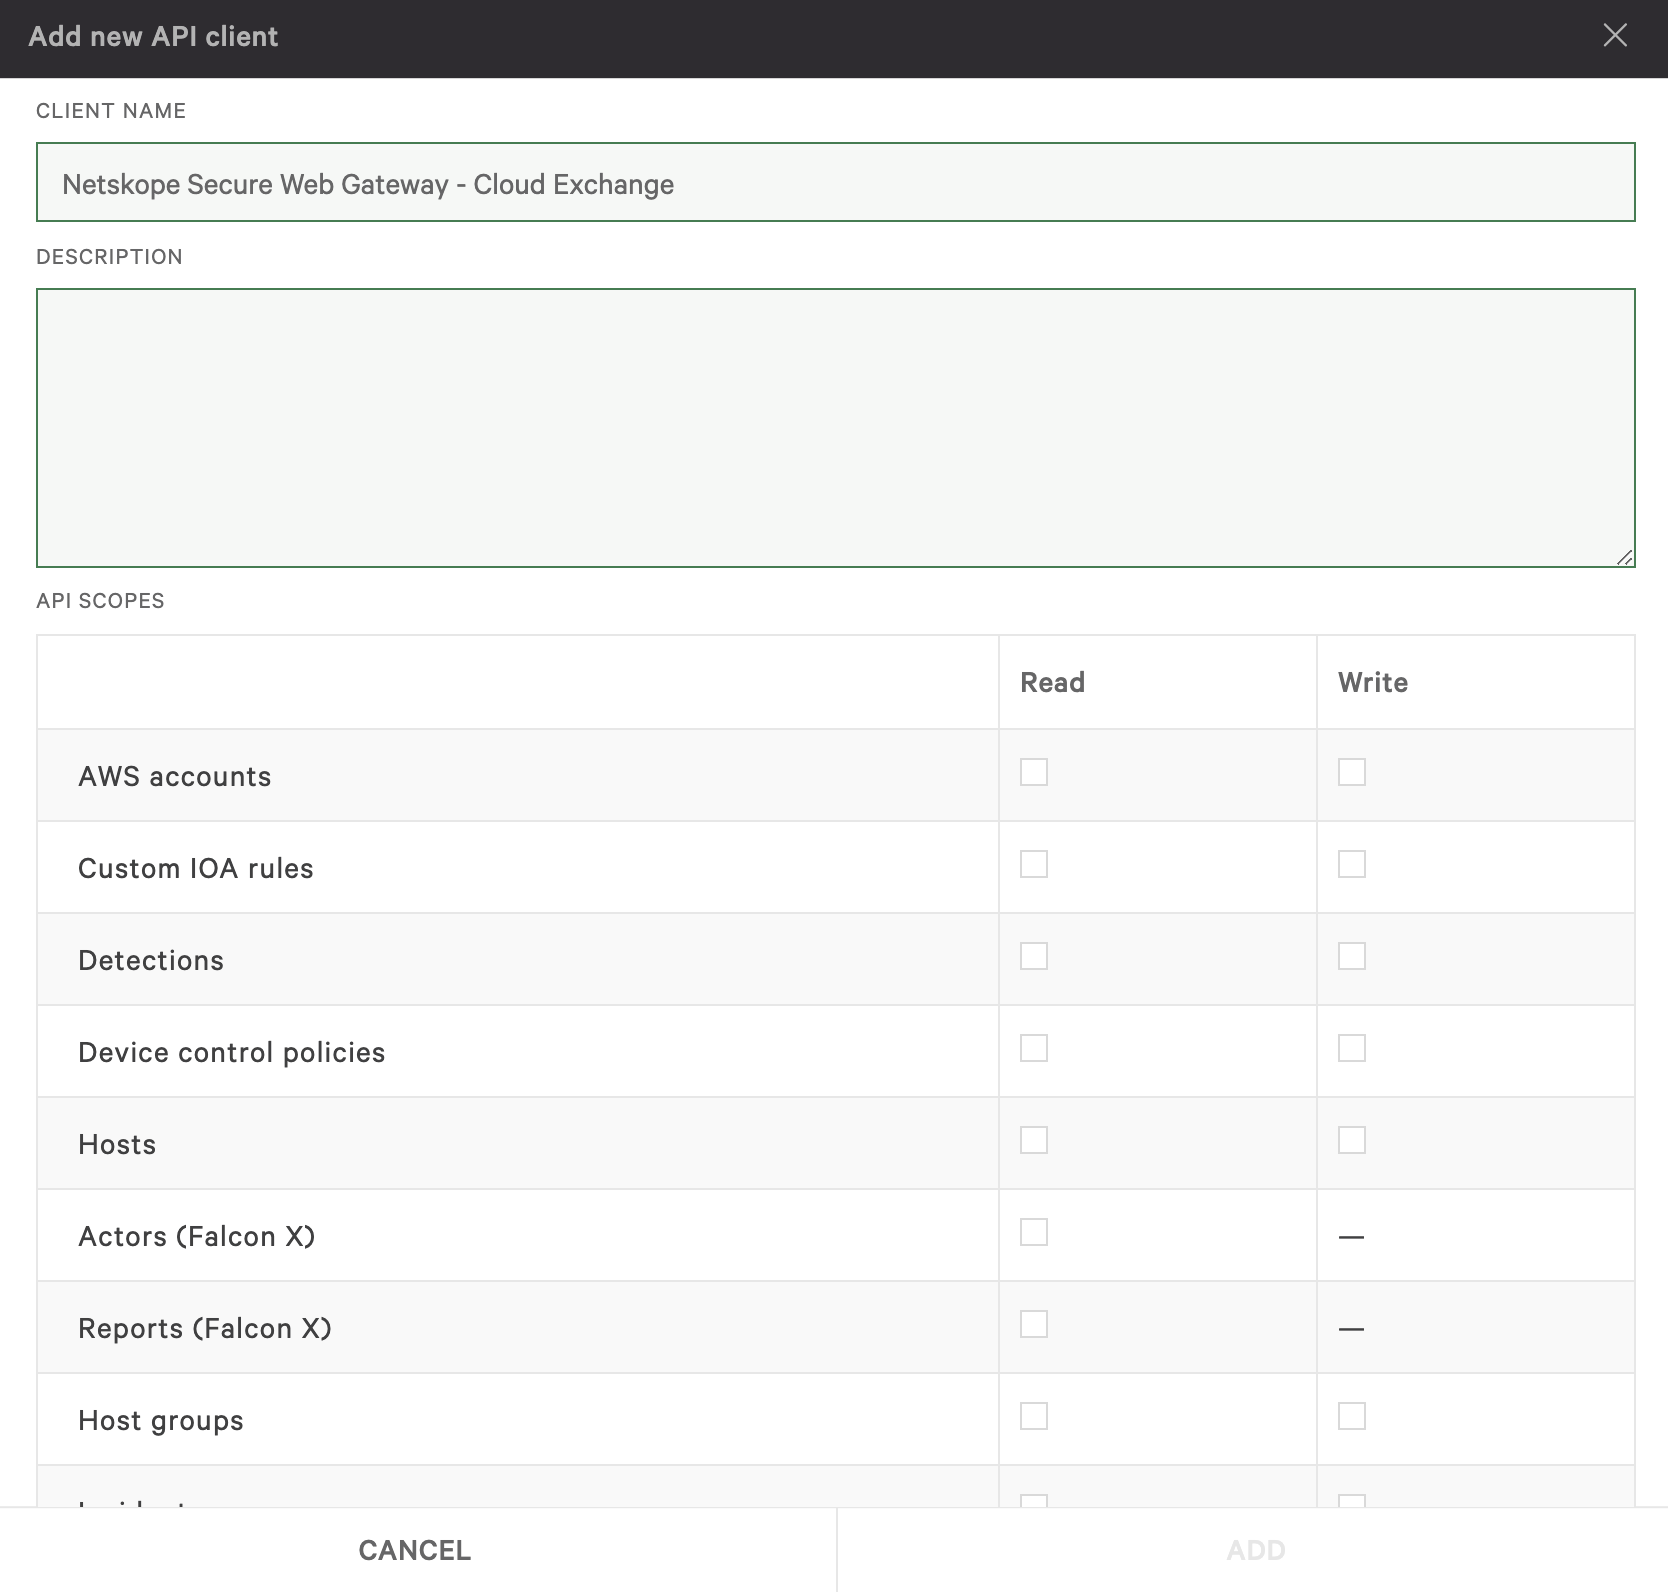 Add new API client
CLIENT NAME
Netskope Secure Web Gateway - Cloud Exchange
DESCRIPTION
API SCOPES
Read Write
AWS accounts
Custom IOA rules
Detections
Device control policies
Hosts
Actors (Falcon X) —
Reports (Falcon X) —
Host groups
CANCEL ADD